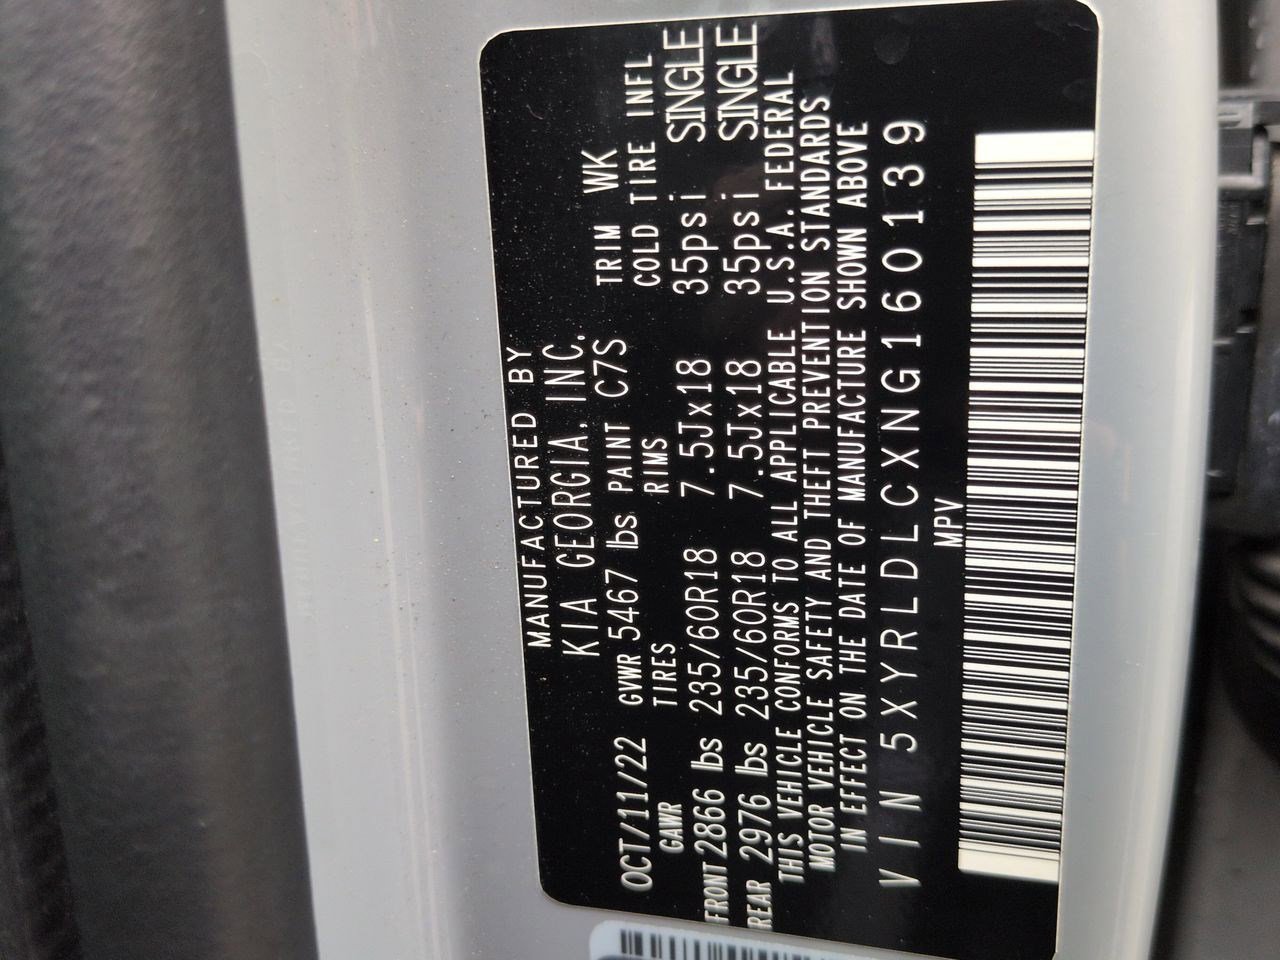 MANUFACTURED BY
KIA GEORGIA, INC.
OCT/11/22 GVWR 5467 lbs PAINT C7S TRIM WK
GAWR TIRES RIMS COLD TIRE INFL
FRONT 2866 lbs 235/60R18 7.5Jx18 35psi SINGLE
REAR 2976 lbs 235/60R18 7.5Jx18 35psi SINGLE
THIS VEHICLE CONFORMS TO ALL APPLICABLE U.S.A. FEDERAL
MOTOR VEHICLE SAFETY AND THEFT PREVENTION STANDARDS
IN EFFECT ON THE DATE OF MANUFACTURE SHOWN ABOVE
VIN 5XYRLDLCXNG160139
MPV